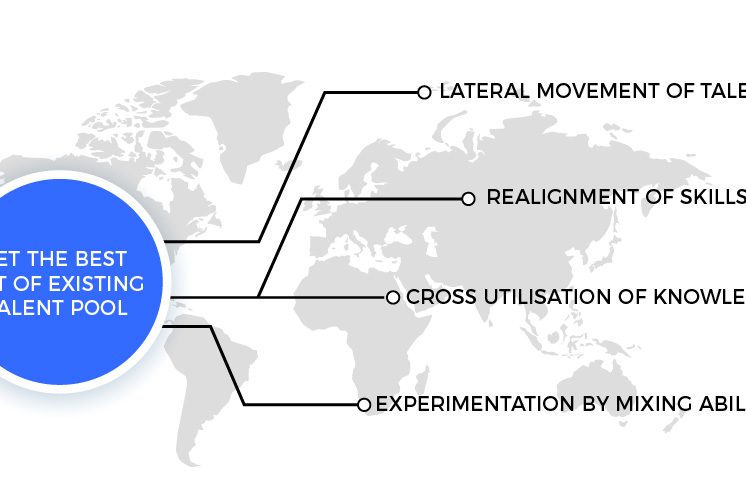 LATERAL MOVEMENT OF TALE
REALIGNMENT OF SKILLS
ET THE BEST
T OF EXISTING
ALENT POOL
CROSS UTILISATION OF KNOWLE
EXPERIMENTATION BY MIXING ABIL